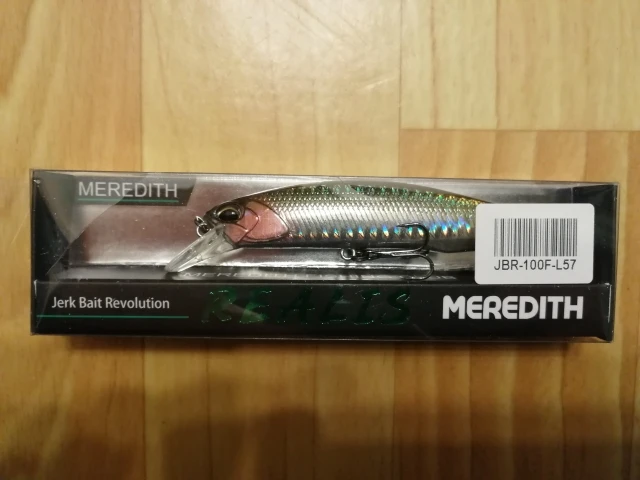 MEREDITH
JBR-100F-L57
Jerk Bait Revolution
REALIS
MEREDITH